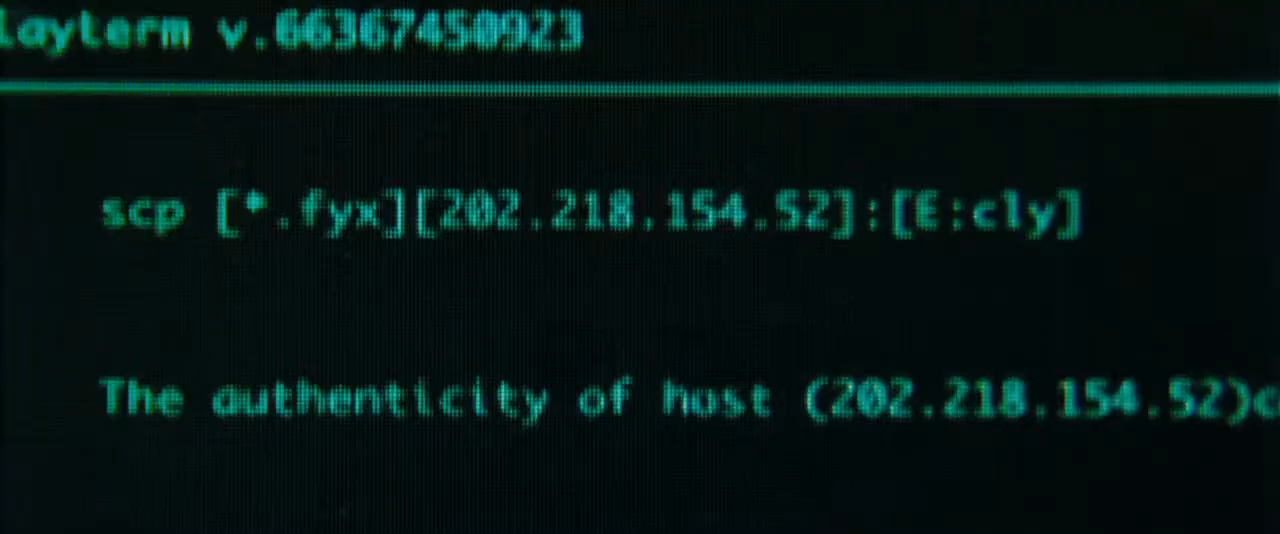 layterm v.66367450923
scp [*.fyx][202.218.154.52]:[E:cly]
The authenticity of host (202.218.154.52)c